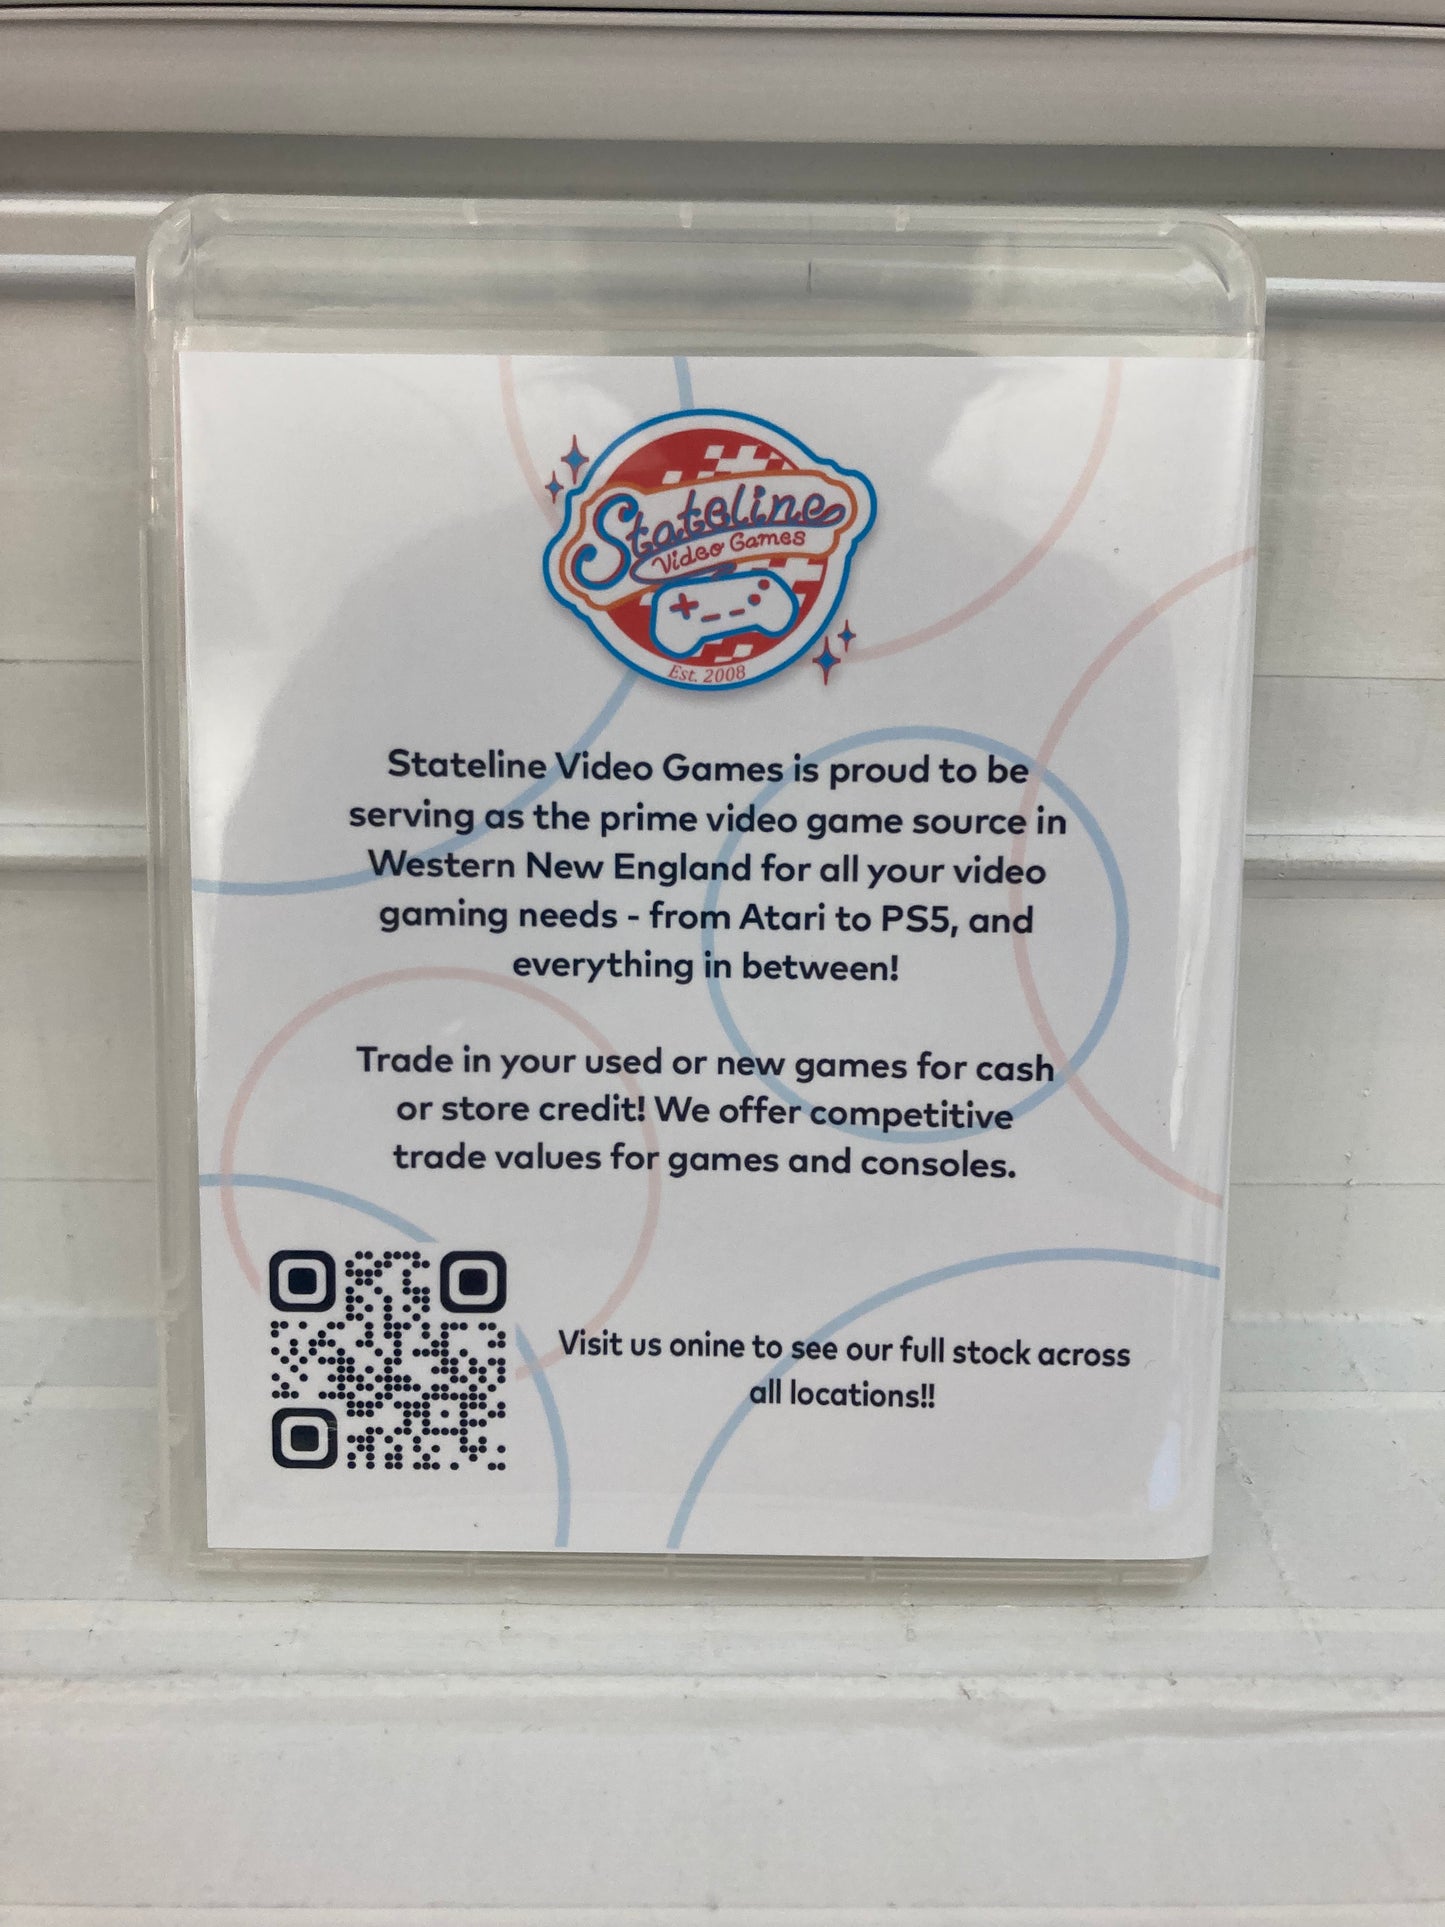 Stateline
Video Games
Est. 2008
Stateline Video Games is proud to be
serving as the prime video game source in
Western New England for all your video
gaming needs - from Atari to PS5, and
everything in between!
Trade in your used or new games for cash
or store credit! We offer competitive
trade values for games and consoles.
Visit us onine to see our full stock across
all locations!!